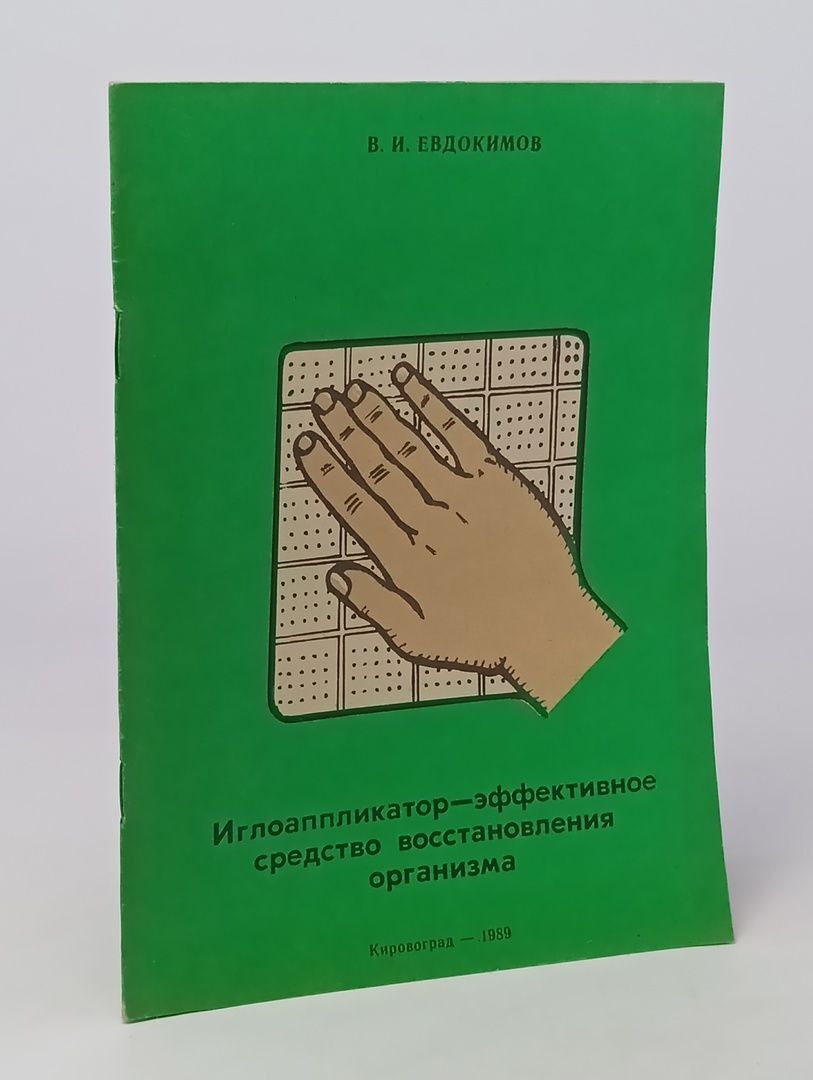 В. И. ЕВДОКИМОВ
Иглоаппликатор—эффективное
средство восстановления
организма
Кировоград — 1989